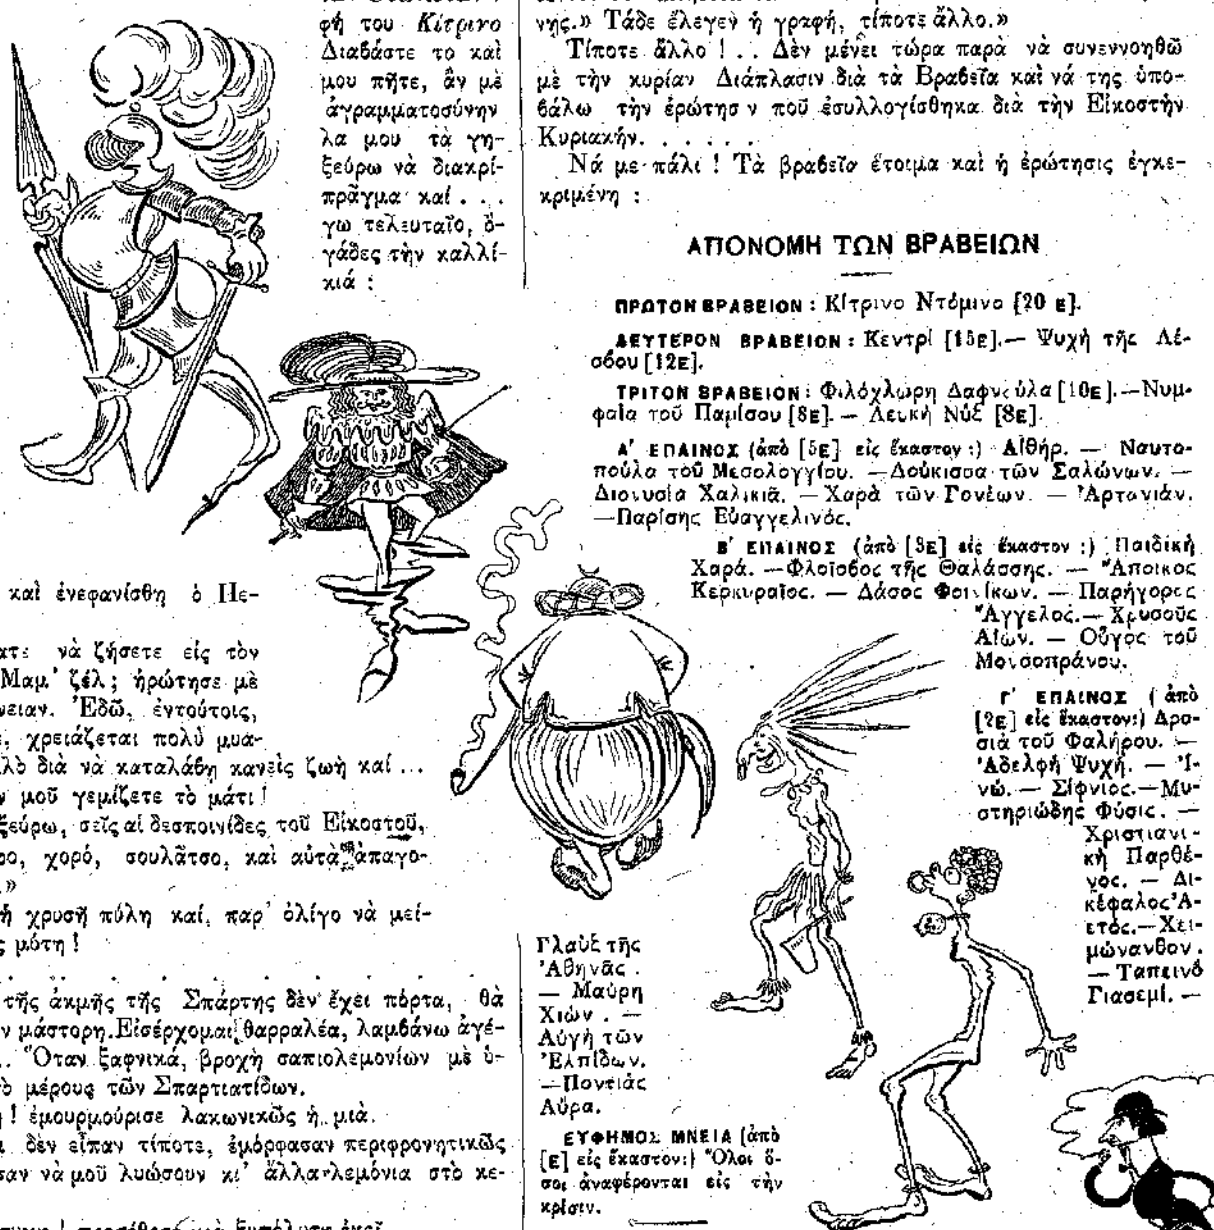 φή του Κίτρινο
Διαβάστε το καὶ
μου πῆτε, ἂν μὲ
ἀγραμματοσύνην
λα μου τὰ γη-
ξεύρω νὰ διακρί-
πρᾶγμα καί . . .
γω τελευταῖο, ὁ-
γάδες τὴν καλλί-
κιά :
καὶ ἐνεφανίσθη ὁ Πε-
ατε νὰ ζήσετε εἰς τὸν
Μαμ' ζέλ ; ἠρώτησε μὲ
νειαν. Ἐδῶ, ἐντούτοις,
ε, χρειάζεται πολὺ μυα-
λὸ διὰ νὰ καταλάβῃ κανεὶς ζωὴ καί ...
ν μοῦ γεμίζετε τὸ μάτι !
ξεύρω, σεῖς αἱ δεσποινίδες τοῦ Εἰκοστοῦ,
ρο, χορό, σουλάτσο, καὶ αὐτὰ ἀπαγο-
.»
ἡ χρυσῆ πύλη καί, παρ' ὀλίγο νὰ μεί-
ς μότη !
τῆς ἀκμῆς τῆς Σπάρτης δὲν ἔχει πόρτα, θὰ
ν μάστορη. Εἰσέρχομαι θαρραλέα, λαμβάνω ἀγέ-
.. Ὅταν ξαφνικά, βροχὴ σαπιολεμονίων μὲ ὑ-
ὸ μέρους τῶν Σπαρτιατίδων.
! ἐμουρμούρισε λακωνικῶς ἡ μιά.
ι δὲν εἶπαν τίποτε, ἐμόρφασαν περιφρονητικῶς
σαν νὰ μοῦ λυώσουν κι' ἄλλα λεμόνια στὸ κε-
νης.» Τάδε ἔλεγεν ἡ γραφή, τίποτε ἄλλο.»
Τίποτε ἄλλο ! . . Δὲν μένει τώρα παρὰ νὰ συνεννοηθῶ
μὲ τὴν κυρίαν Διάπλασιν διὰ τὰ Βραβεῖα καὶ νά της ὑπο-
βάλω τὴν ἐρώτησ ν ποῦ ἐσυλλογίσθηκα διὰ τὴν Εἰκοστὴν
Κυριακήν. . . . . .
Νά με πάλι ! Τὰ βραβεῖα ἕτοιμα καὶ ἡ ἐρώτησις ἐγκε-
κριμένη :
ΑΠΟΝΟΜΗ ΤΩΝ ΒΡΑΒΕΙΩΝ
ΠΡΩΤΟΝ ΒΡΑΒΕΙΟΝ : Κίτρινο Ντόμινο [20 Ε].
ΔΕΥΤΕΡΟΝ ΒΡΑΒΕΙΟΝ : Κεντρί [15Ε].— Ψυχὴ τῆς Λέ-
σβου [12Ε].
ΤΡΙΤΟΝ ΒΡΑΒΕΙΟΝ : Φιλόχλωρη Δαφνούλα [10Ε].—Νυμ-
φαία τοῦ Παμίσου [8Ε].— Λευκὴ Νύξ [8Ε].
Α' ΕΠΑΙΝΟΣ (ἀπὸ [5Ε] εἰς ἕκαστον :) Αἰθήρ. — Ναυτο-
πούλα τοῦ Μεσολογγίου. —Δούκισσα τῶν Σαλώνων. —
Διονυσία Χαλικιᾶ. — Χαρὰ τῶν Γονέων. — Ἀρτανιάν.
—Παρίσης Εὐαγγελινός.
Β' ΕΠΑΙΝΟΣ (ἀπὸ [3Ε] εἰς ἕκαστον :) Παιδικὴ
Χαρά. —Φλοῖσβος τῆς Θαλάσσης. — Ἄποικος
Κερκυραῖος. — Δάσος Φοινίκων. — Παρήγορος
Ἄγγελος.— Χρυσοῦς
Αἰών. — Οὖγος τοῦ
Μονσοπράνου.
Γ' ΕΠΑΙΝΟΣ (ἀπὸ
[2Ε] εἰς ἕκαστον:) Δρο-
σιὰ τοῦ Φαλήρου. —
Ἀδελφὴ Ψυχή. — Ἰ-
νώ.— Σίφνιος.—Μυ-
στηριώδης Φύσις. —
Χριστιανι-
κὴ Παρθέ-
νος. — Δι-
κέφαλος Ἀ-
ετός.—Χει-
μώνανθον.
— Ταπεινὸ
Γιασεμί. —
Γλαὺξ τῆς
Ἀθηνᾶς .
— Μαύρη
Χιών . —
Αὐγὴ τῶν
Ἐλπίδων.
—Ποντιὰς
Αὔρα.
ΕΥΦΗΜΟΣ ΜΝΕΙΑ [ἀπὸ
[Ε] εἰς ἕκαστον:) Ὅλοι ὅ-
σοι ἀναφέρονται εἰς τὴν
κρίσιν.